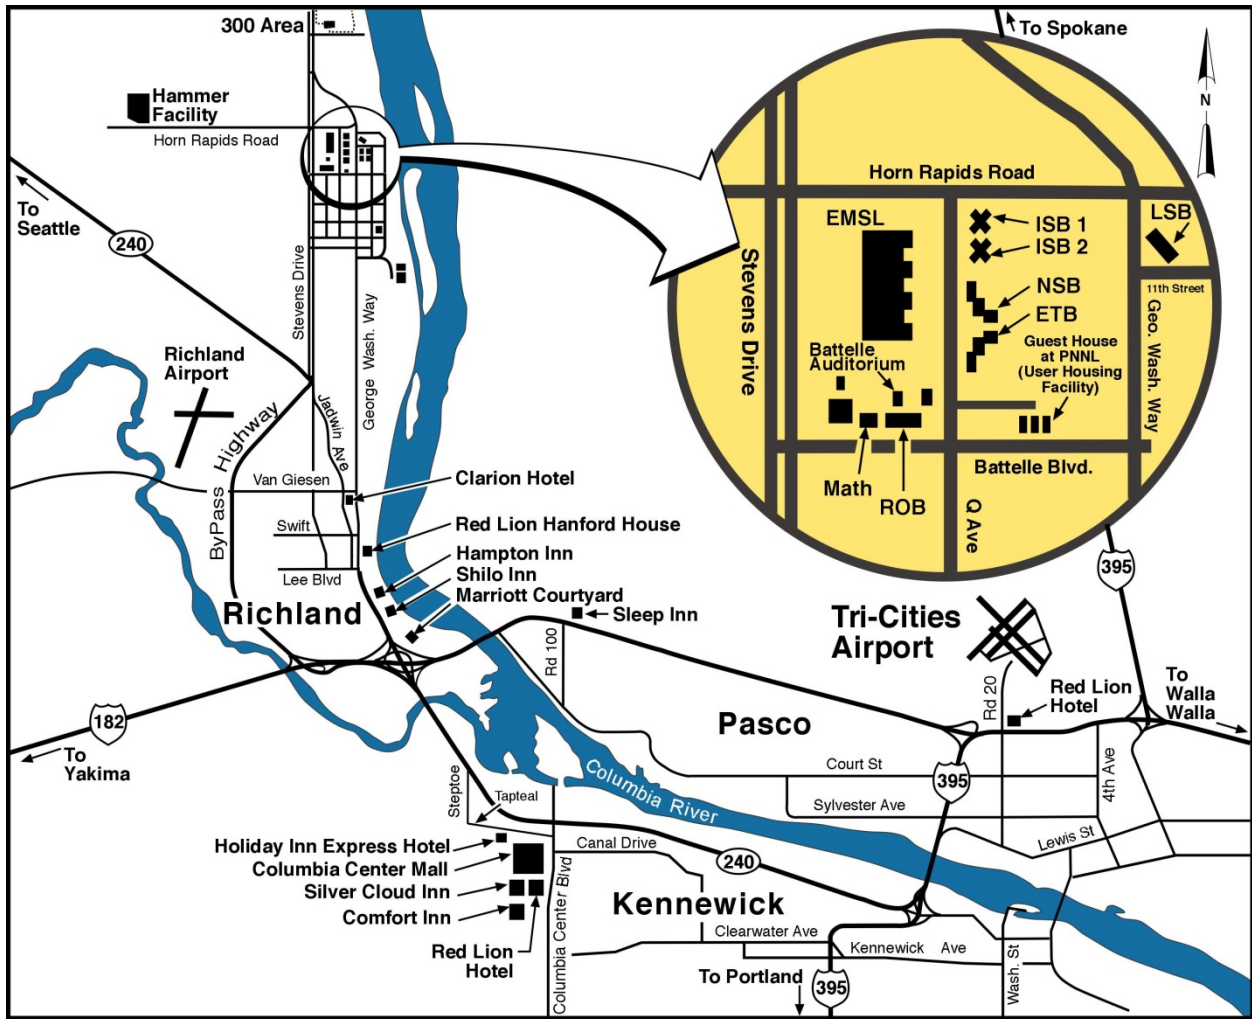 300 Area
To Spokane
Hammer
Facility
Horn Rapids Road
N
To
Seattle
240
Stevens Drive
George Wash. Way
Jadwin Ave
Richland
Airport
ByPass Highway
Van Giesen
Swift
Lee Blvd
Richland
Clarion Hotel
Red Lion Hanford House
Hampton Inn
Shilo Inn
Marriott Courtyard
Sleep Inn
Horn Rapids Road
EMSL
ISB 1
ISB 2
LSB
11th Street
NSB
ETB
Guest House
at PNNL
(User Housing
Facility)
Battelle
Auditorium
Stevens Drive
Geo. Wash. Way
Math
ROB
Battelle Blvd.
Q Ave
395
Tri-Cities
Airport
Rd 100
Rd 20
Red Lion
Hotel
To
Walla
Walla
182
To
Yakima
Pasco
Court St
395
4th Ave
Sylvester Ave
Lewis St
Columbia River
Steptoe
Tapteal
Canal Drive
240
Holiday Inn Express Hotel
Columbia Center Mall
Silver Cloud Inn
Comfort Inn
Red Lion
Hotel
Columbia Center Blvd
Kennewick
Clearwater Ave
Kennewick Ave
Wash. St
To Portland
395